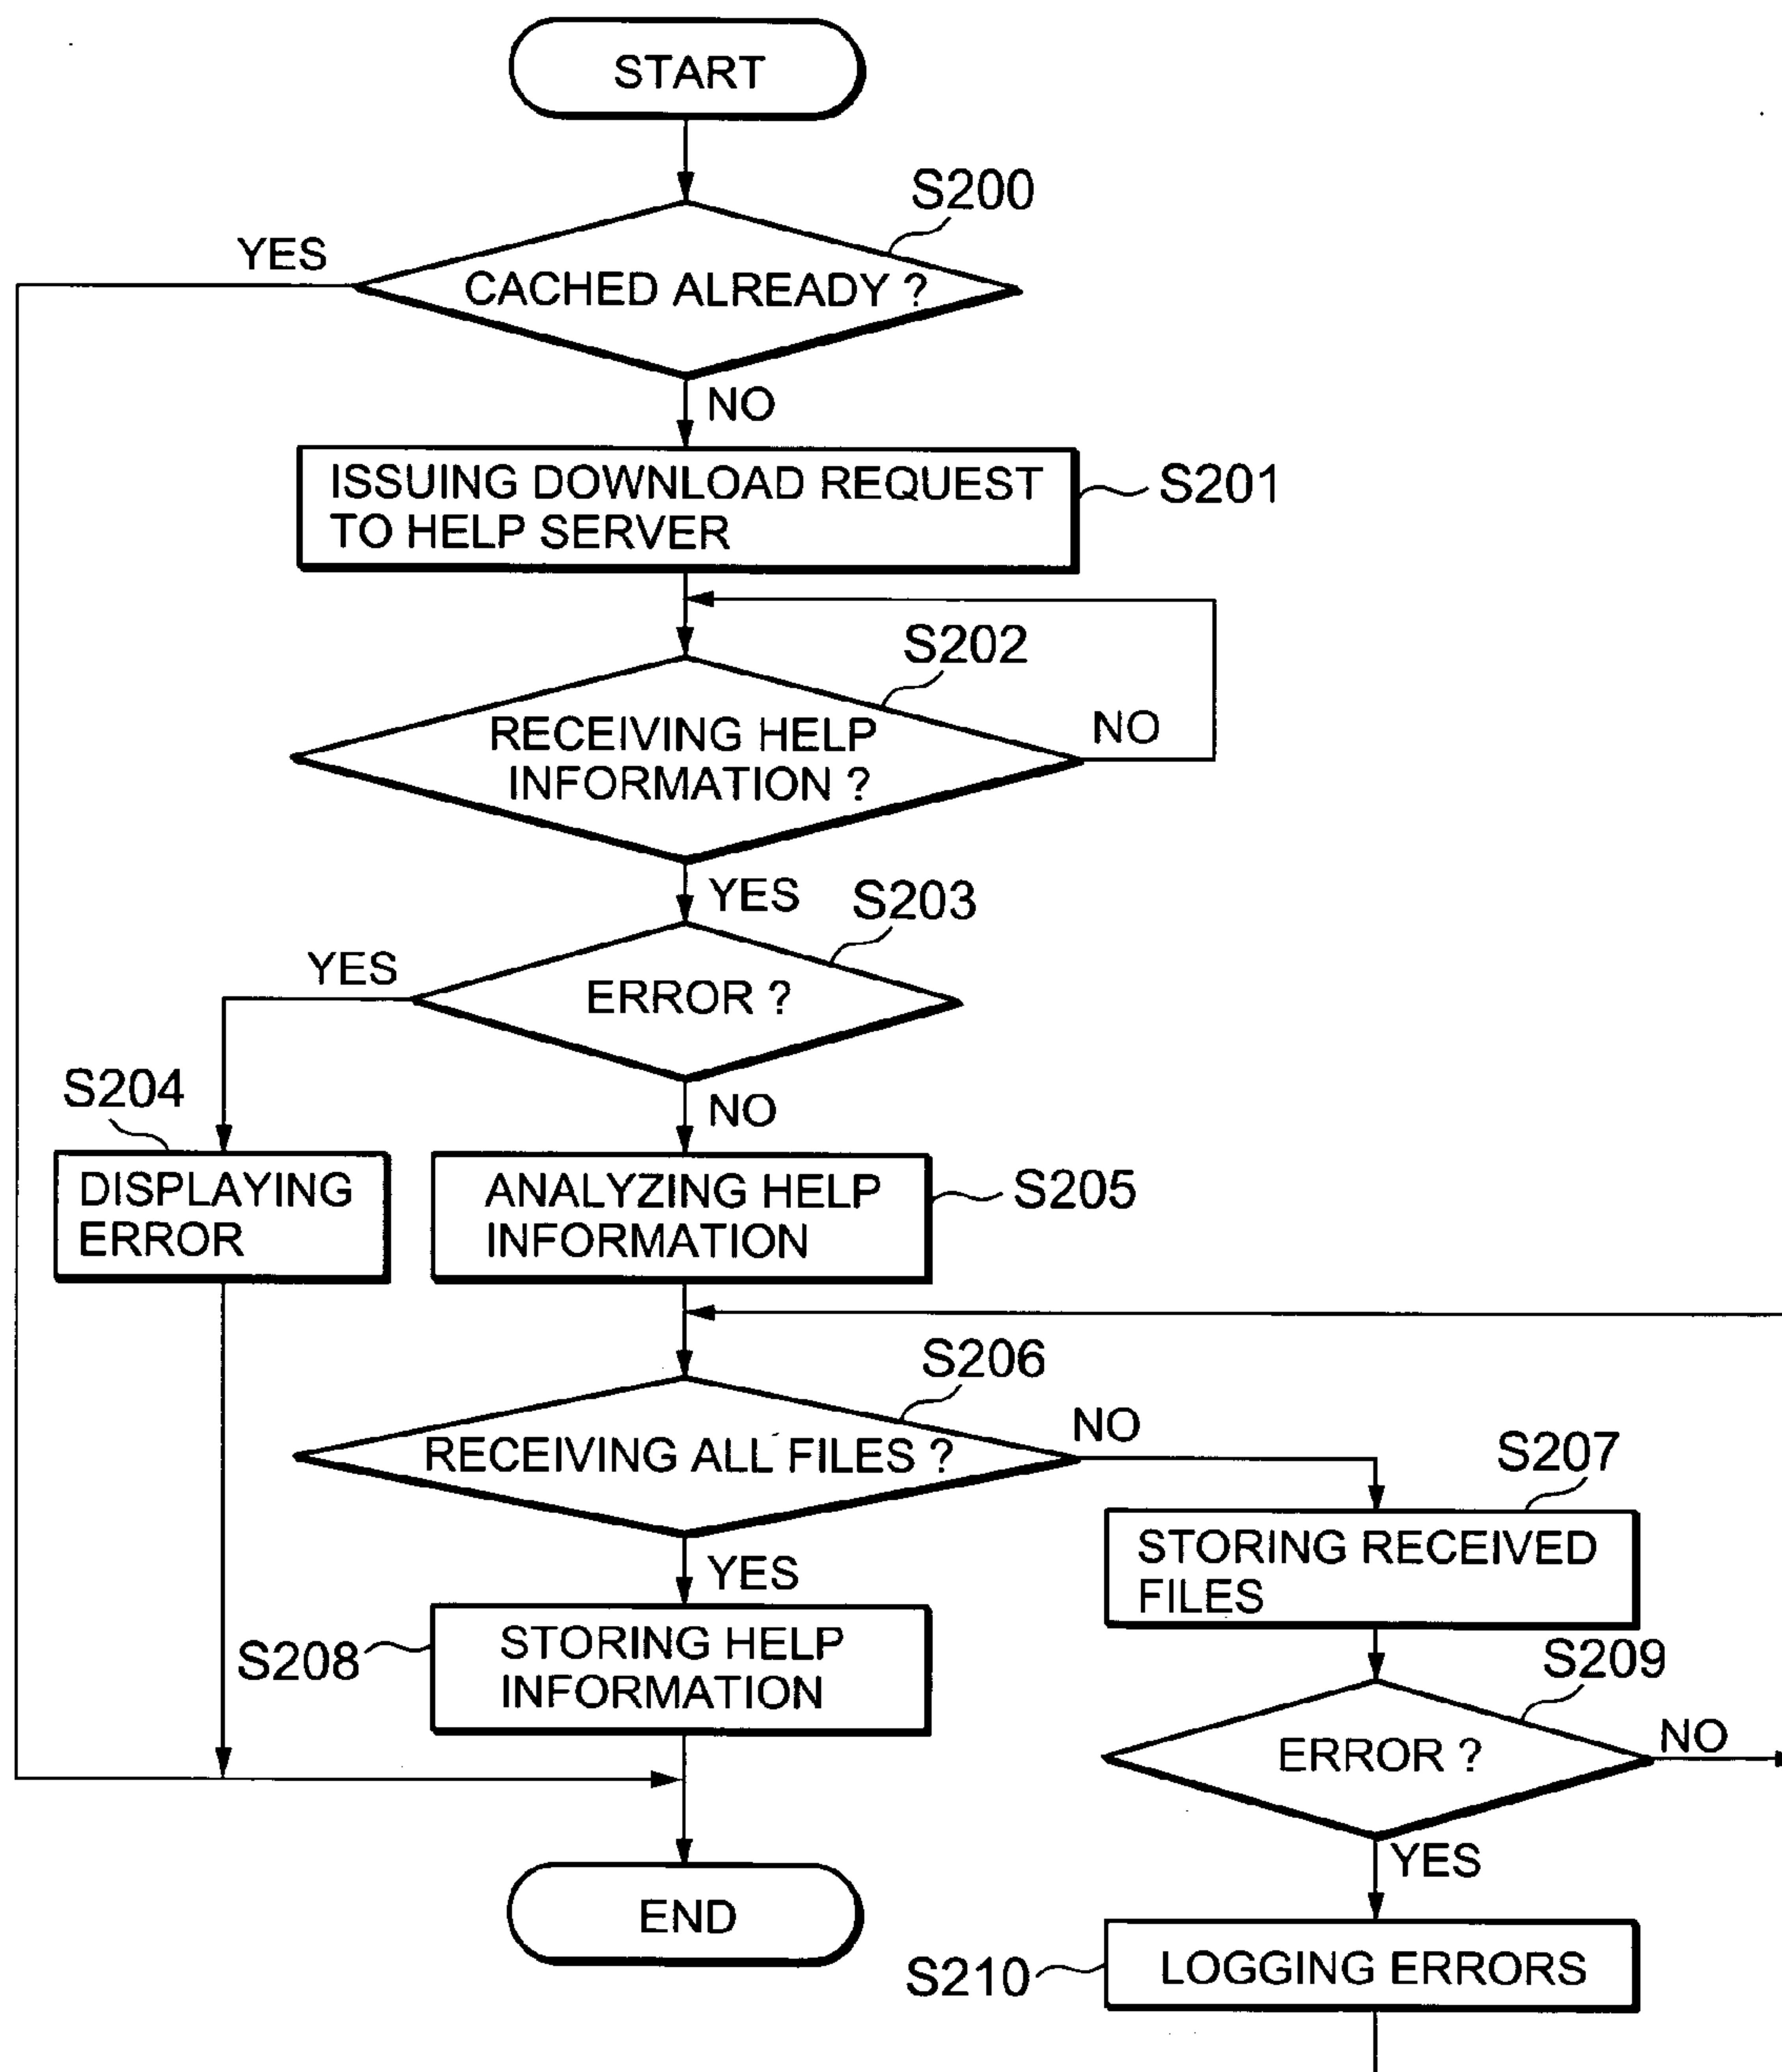 START
S200
YES
CACHED ALREADY ?
NO
ISSUING DOWNLOAD REQUEST
TO HELP SERVER
S201
S202
RECEIVING HELP
INFORMATION ?
NO
YES
S203
YES
ERROR ?
S204
NO
DISPLAYING
ERROR
ANALYZING HELP
INFORMATION
S205
S206
RECEIVING ALL FILES ?
NO
S207
STORING RECEIVED
FILES
YES
S208
STORING HELP
INFORMATION
S209
ERROR ?
NO
YES
END
S210
LOGGING ERRORS